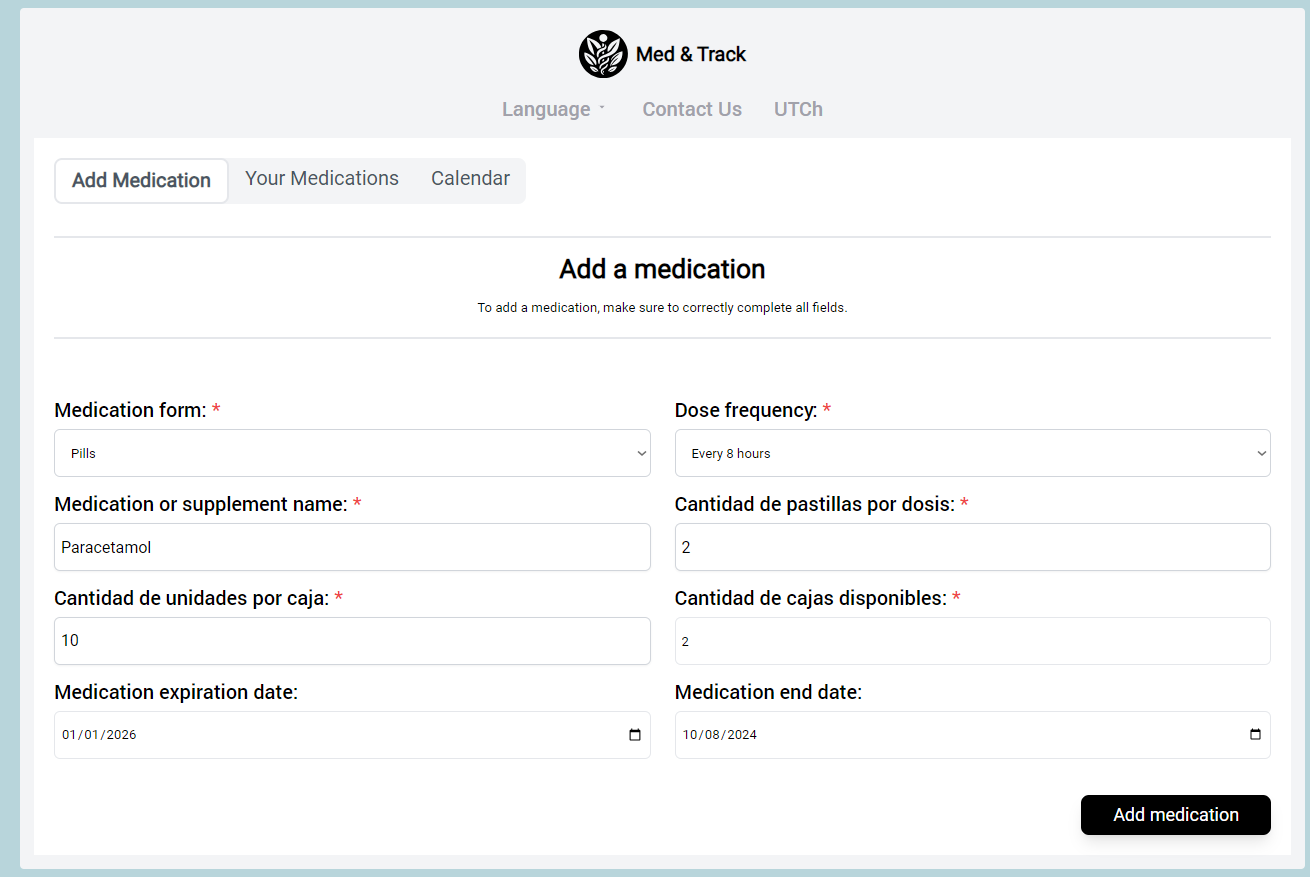 Med & Track
Language Contact Us UTCh
Add Medication Your Medications Calendar
Add a medication
To add a medication, make sure to correctly complete all fields.
Medication form: * Dose frequency: *
Pills Every 8 hours
Medication or supplement name: * Cantidad de pastillas por dosis: *
Paracetamol 2
Cantidad de unidades por caja: * Cantidad de cajas disponibles: *
10 2
Medication expiration date: Medication end date:
01/01/2026 10/08/2024
Add medication